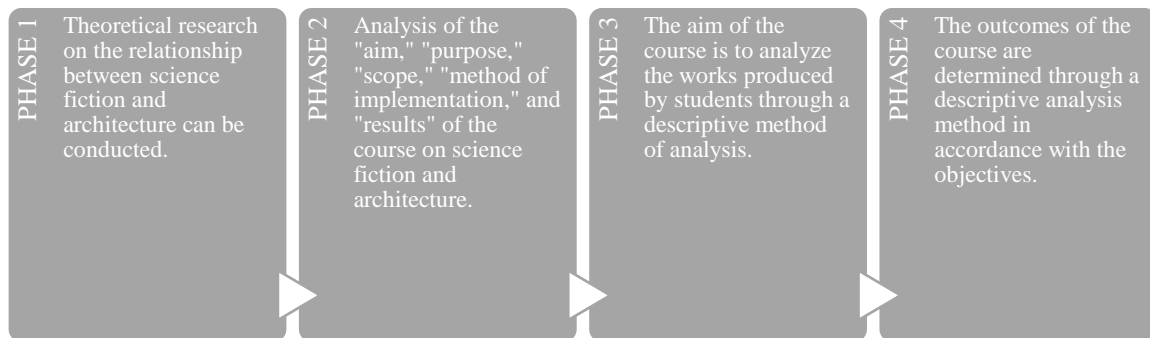 PHASE 1
Theoretical research
on the relationship
between science
fiction and
architecture can be
conducted.
PHASE 2
Analysis of the
"aim," "purpose,"
"scope," "method of
implementation," and
"results" of the
course on science
fiction and
architecture.
PHASE 3
The aim of the
course is to analyze
the works produced
by students through a
descriptive method
of analysis.
PHASE 4
The outcomes of the
course are
determined through a
descriptive analysis
method in
accordance with the
objectives.